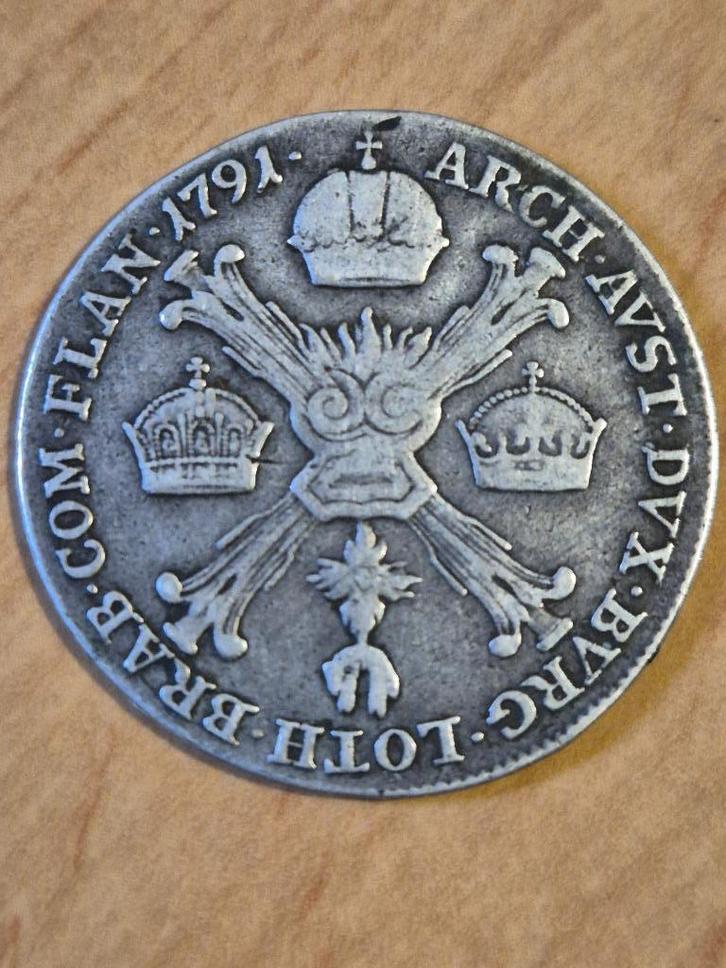 ARCH · AVST · DVX · BVRG · LOTH · BRAB · COM · FLAN · 1791 ·